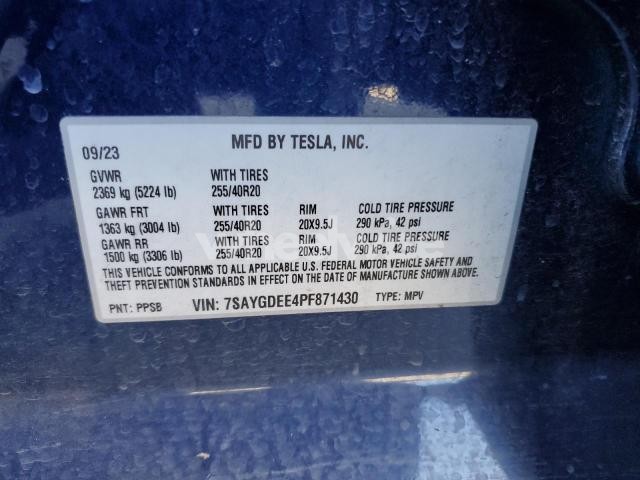 MFD BY TESLA, INC.
09/23
GVWR WITH TIRES
2369 kg (5224 lb) 255/40R20
GAWR FRT WITH TIRES RIM COLD TIRE PRESSURE
1363 kg (3004 lb) 255/40R20 20X9.5J 290 kPa, 42 psi
GAWR RR WITH TIRES RIM COLD TIRE PRESSURE
1500 kg (3306 lb) 255/40R20 20X9.5J 290 kPa, 42 psi
THIS VEHICLE CONFORMS TO ALL APPLICABLE U.S. FEDERAL MOTOR VEHICLE SAFETY AND
THEFT PREVENTION STANDARDS IN EFFECT ON THE DATE OF MANUFACTURE SHOWN ABOVE.
PNT: PPSB VIN: 7SAYGDEE4PF871430 TYPE: MPV